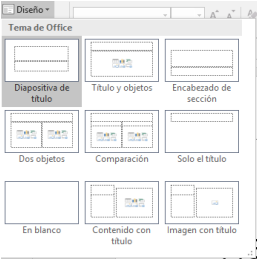 Diseño
Tema de Office
Diapositiva de título
Título y objetos
Encabezado de sección
Dos objetos
Comparación
Solo el título
En blanco
Contenido con título
Imagen con título